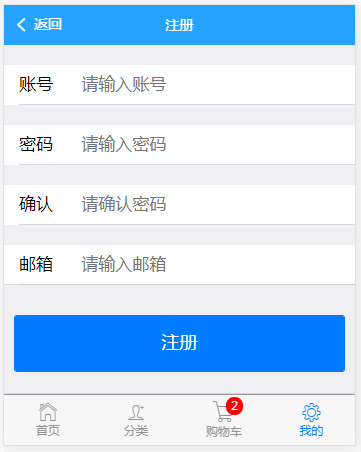 返回 注册
账号 请输入账号
密码 请输入密码
确认 请确认密码
邮箱 请输入邮箱
注册
2
首页 分类 购物车 我的